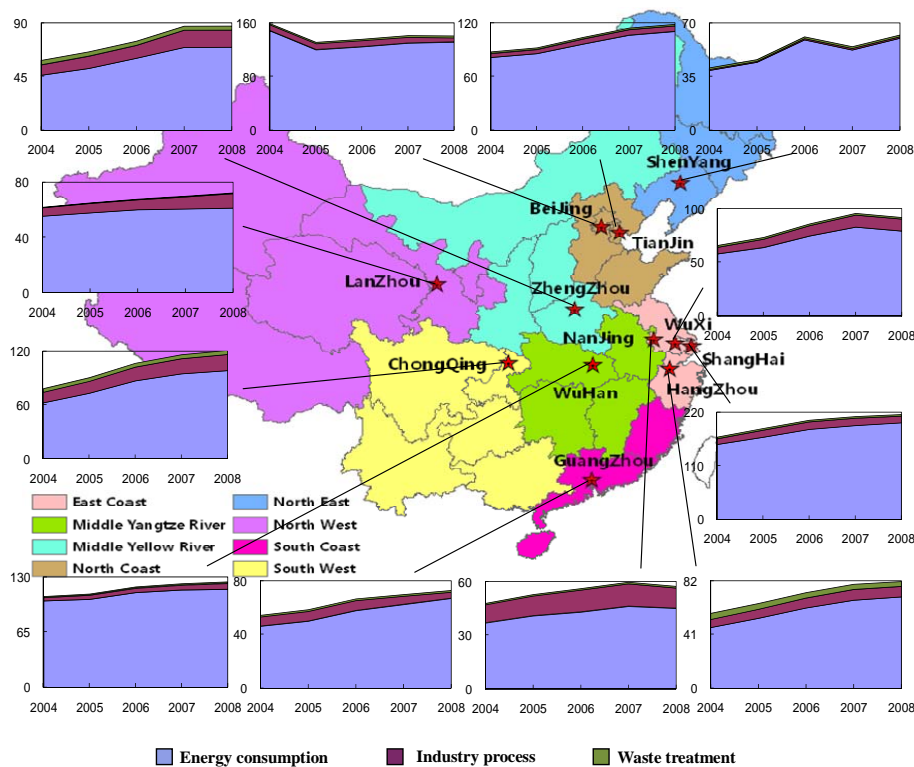 90
45
0
2004 2005 2006 2007 2008
160
80
0
2004 2005 2006 2007 2008
120
60
0
2004 2005 2006 2007 2008
70
35
0
2004 2005 2006 2007 2008
ShenYang
BeiJing
TianJin
80
40
0
2004 2005 2006 2007 2008
LanZhou
ZhengZhou
100
50
0
2004 2005 2006 2007 2008
NanJing
WuXi
ShangHai
HangZhou
ChongQing
WuHan
GuangZhou
120
60
0
2004 2005 2006 2007 2008
220
110
0
2004 2005 2006 2007 2008
East Coast
North East
Middle Yangtze River
North West
Middle Yellow River
South Coast
North Coast
South West
130
65
0
2004 2005 2006 2007 2008
80
40
0
2004 2005 2006 2007 2008
60
30
0
2004 2005 2006 2007 2008
82
41
0
2004 2005 2006 2007 2008
Energy consumption
Industry process
Waste treatment